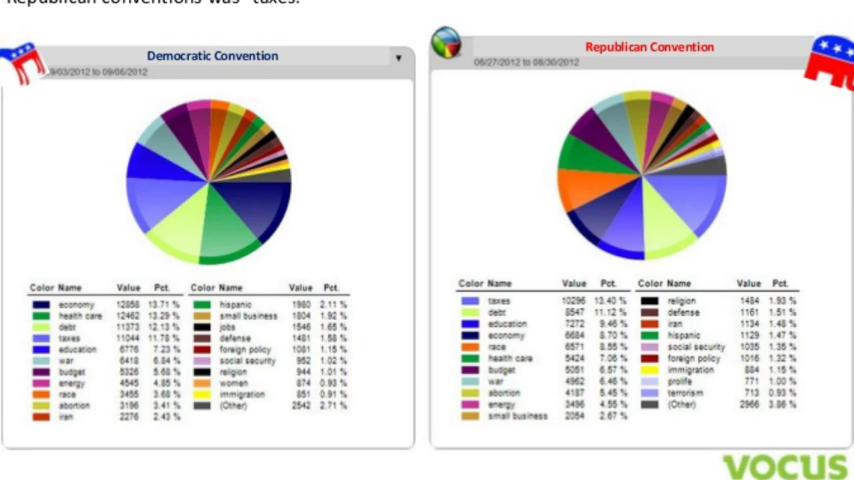 Republican conventions was "taxes."
Democratic Convention
9/03/2012 to 09/06/2012
Color Name Value Pct. Color Name Value Pct.
economy 12858 13.71 % hispanic 1980 2.11 %
health care 12462 13.29 % small business 1804 1.92 %
debt 11373 12.13 % jobs 1546 1.65 %
taxes 11044 11.78 % defense 1481 1.58 %
education 6776 7.23 % foreign policy 1081 1.15 %
war 6418 6.84 % social security 952 1.02 %
budget 5326 5.68 % religion 944 1.01 %
energy 4545 4.85 % women 874 0.93 %
race 3455 3.68 % immigration 851 0.91 %
abortion 3196 3.41 % (Other) 2542 2.71 %
iran 2276 2.43 %
Republican Convention
08/27/2012 to 08/30/2012
Color Name Value Pct. Color Name Value Pct.
taxes 10296 13.40 % religion 1484 1.93 %
debt 8547 11.12 % defense 1161 1.51 %
education 7272 9.46 % iran 1134 1.48 %
economy 6684 8.70 % hispanic 1129 1.47 %
race 6571 8.55 % social security 1035 1.35 %
health care 5424 7.06 % foreign policy 1016 1.32 %
budget 5051 6.57 % immigration 884 1.15 %
war 4962 6.46 % prolife 771 1.00 %
abortion 4187 5.45 % terrorism 713 0.93 %
energy 3496 4.55 % (Other) 2966 3.86 %
small business 2054 2.67 %
VOCUS